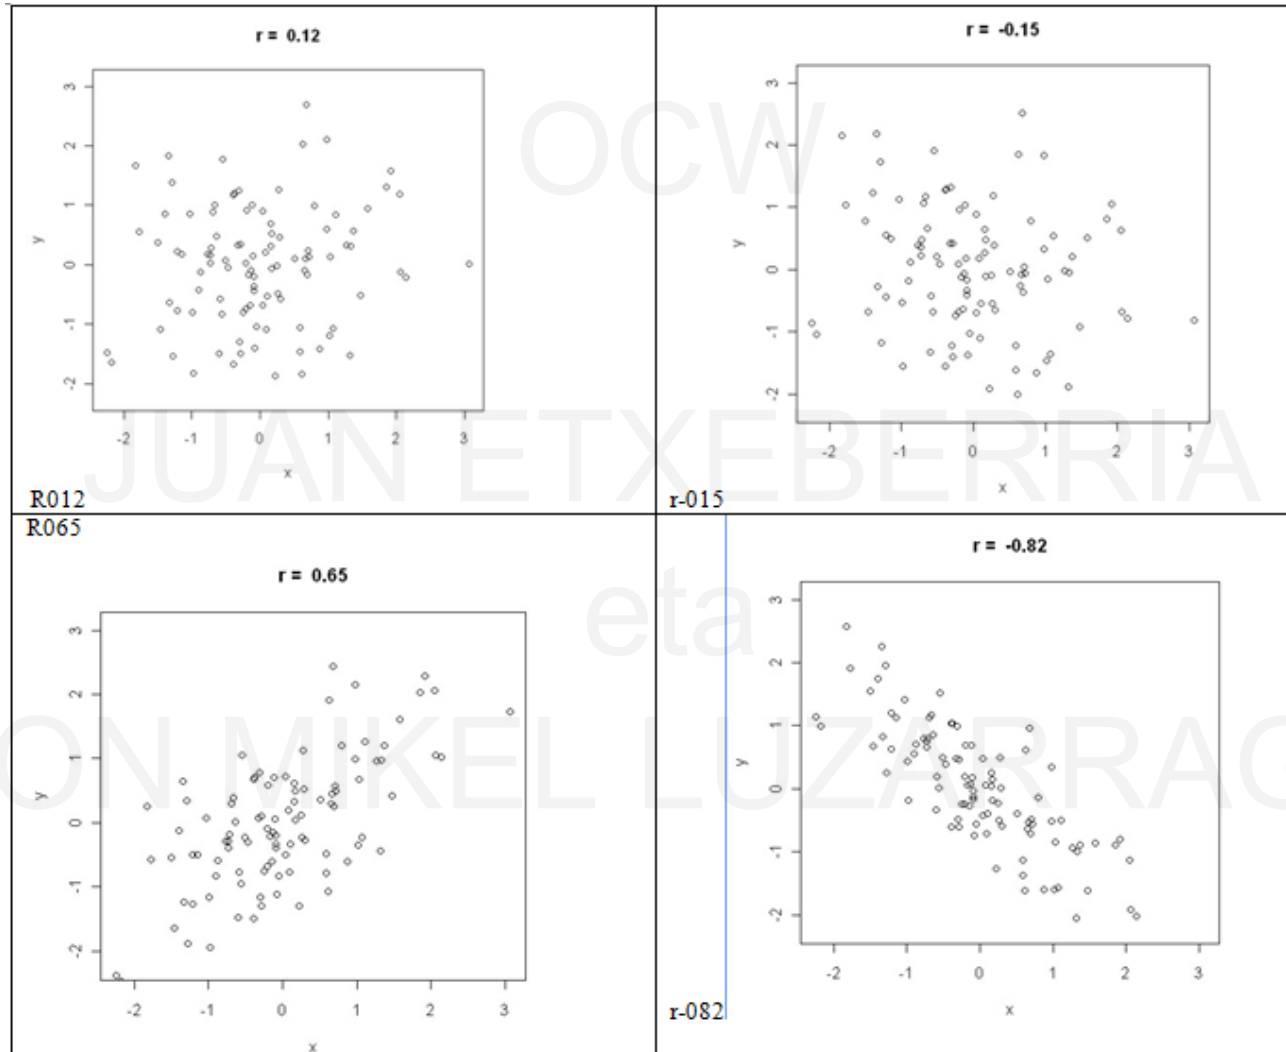 r = 0.12
3
2
1
0
-1
-2
y
-2 -1 0 1 2 3
x
R012
r = -0.15
3
2
1
0
-1
-2
y
-2 -1 0 1 2 3
x
r-015
R065
r = 0.65
3
2
1
0
-1
-2
y
-2 -1 0 1 2 3
x
r = -0.82
3
2
1
0
-1
-2
y
-2 -1 0 1 2 3
x
r-082
OCW
JUAN ETXEBERRIA
eta
ON MIKEL LUZARRAG